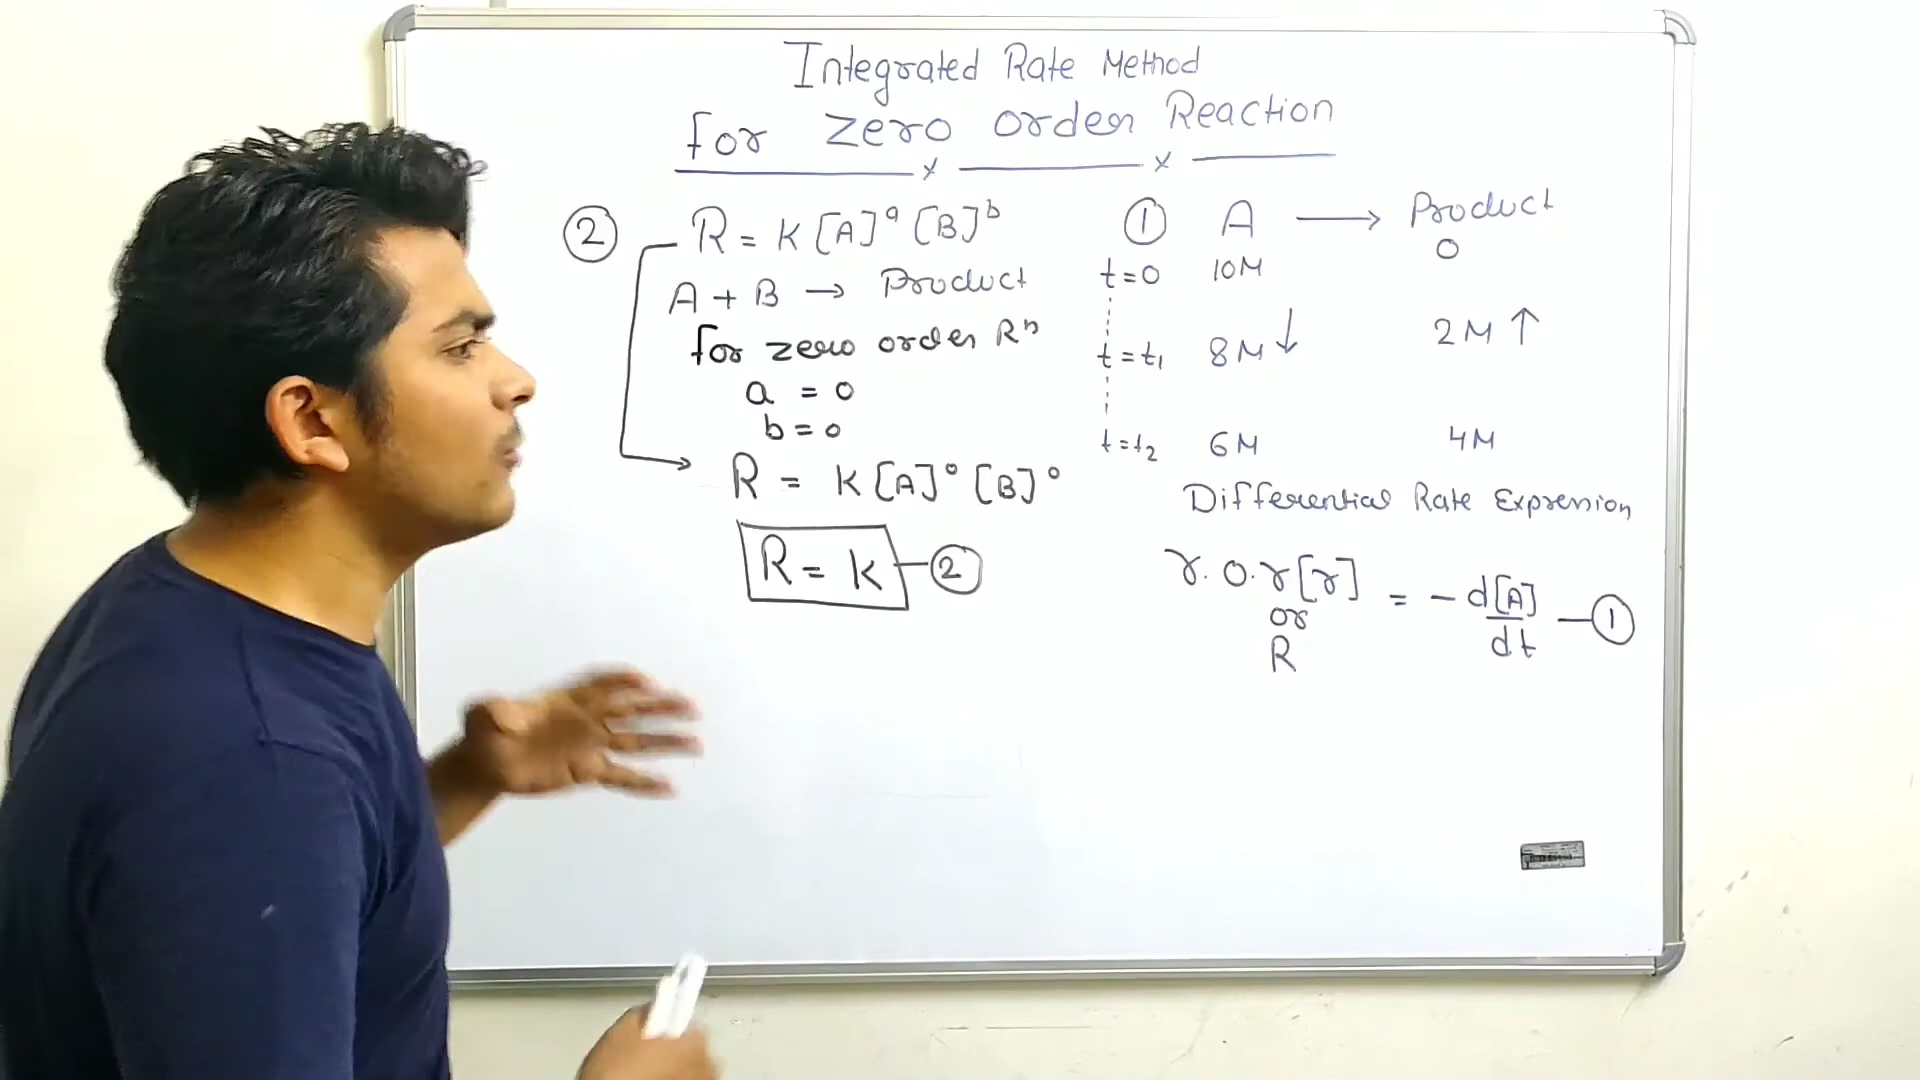 Integrated Rate Method
for zero order Reaction
② R = K [A]ᵃ [B]ᵇ
A + B → Product
for zero order Rⁿ
a = 0
b = 0
R = K [A]⁰ [B]⁰
R = K — ②
① A → Product
t=0 10M 0
t=t₁ 8M ↓ 2M ↑
t=t₂ 6M 4M
Differential Rate Expression
r.o.r [r] = - d[A]/dt — ①
or
R